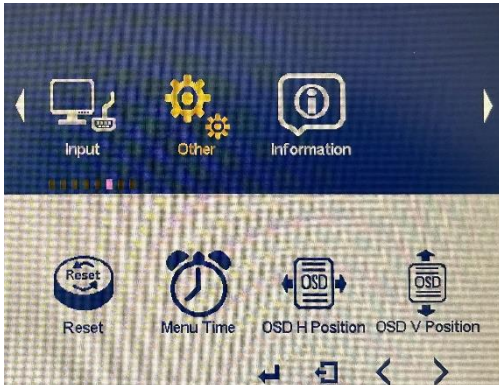 Input Other Information
Reset
Reset Menu Time OSD OSD
OSD H Position OSD V Position